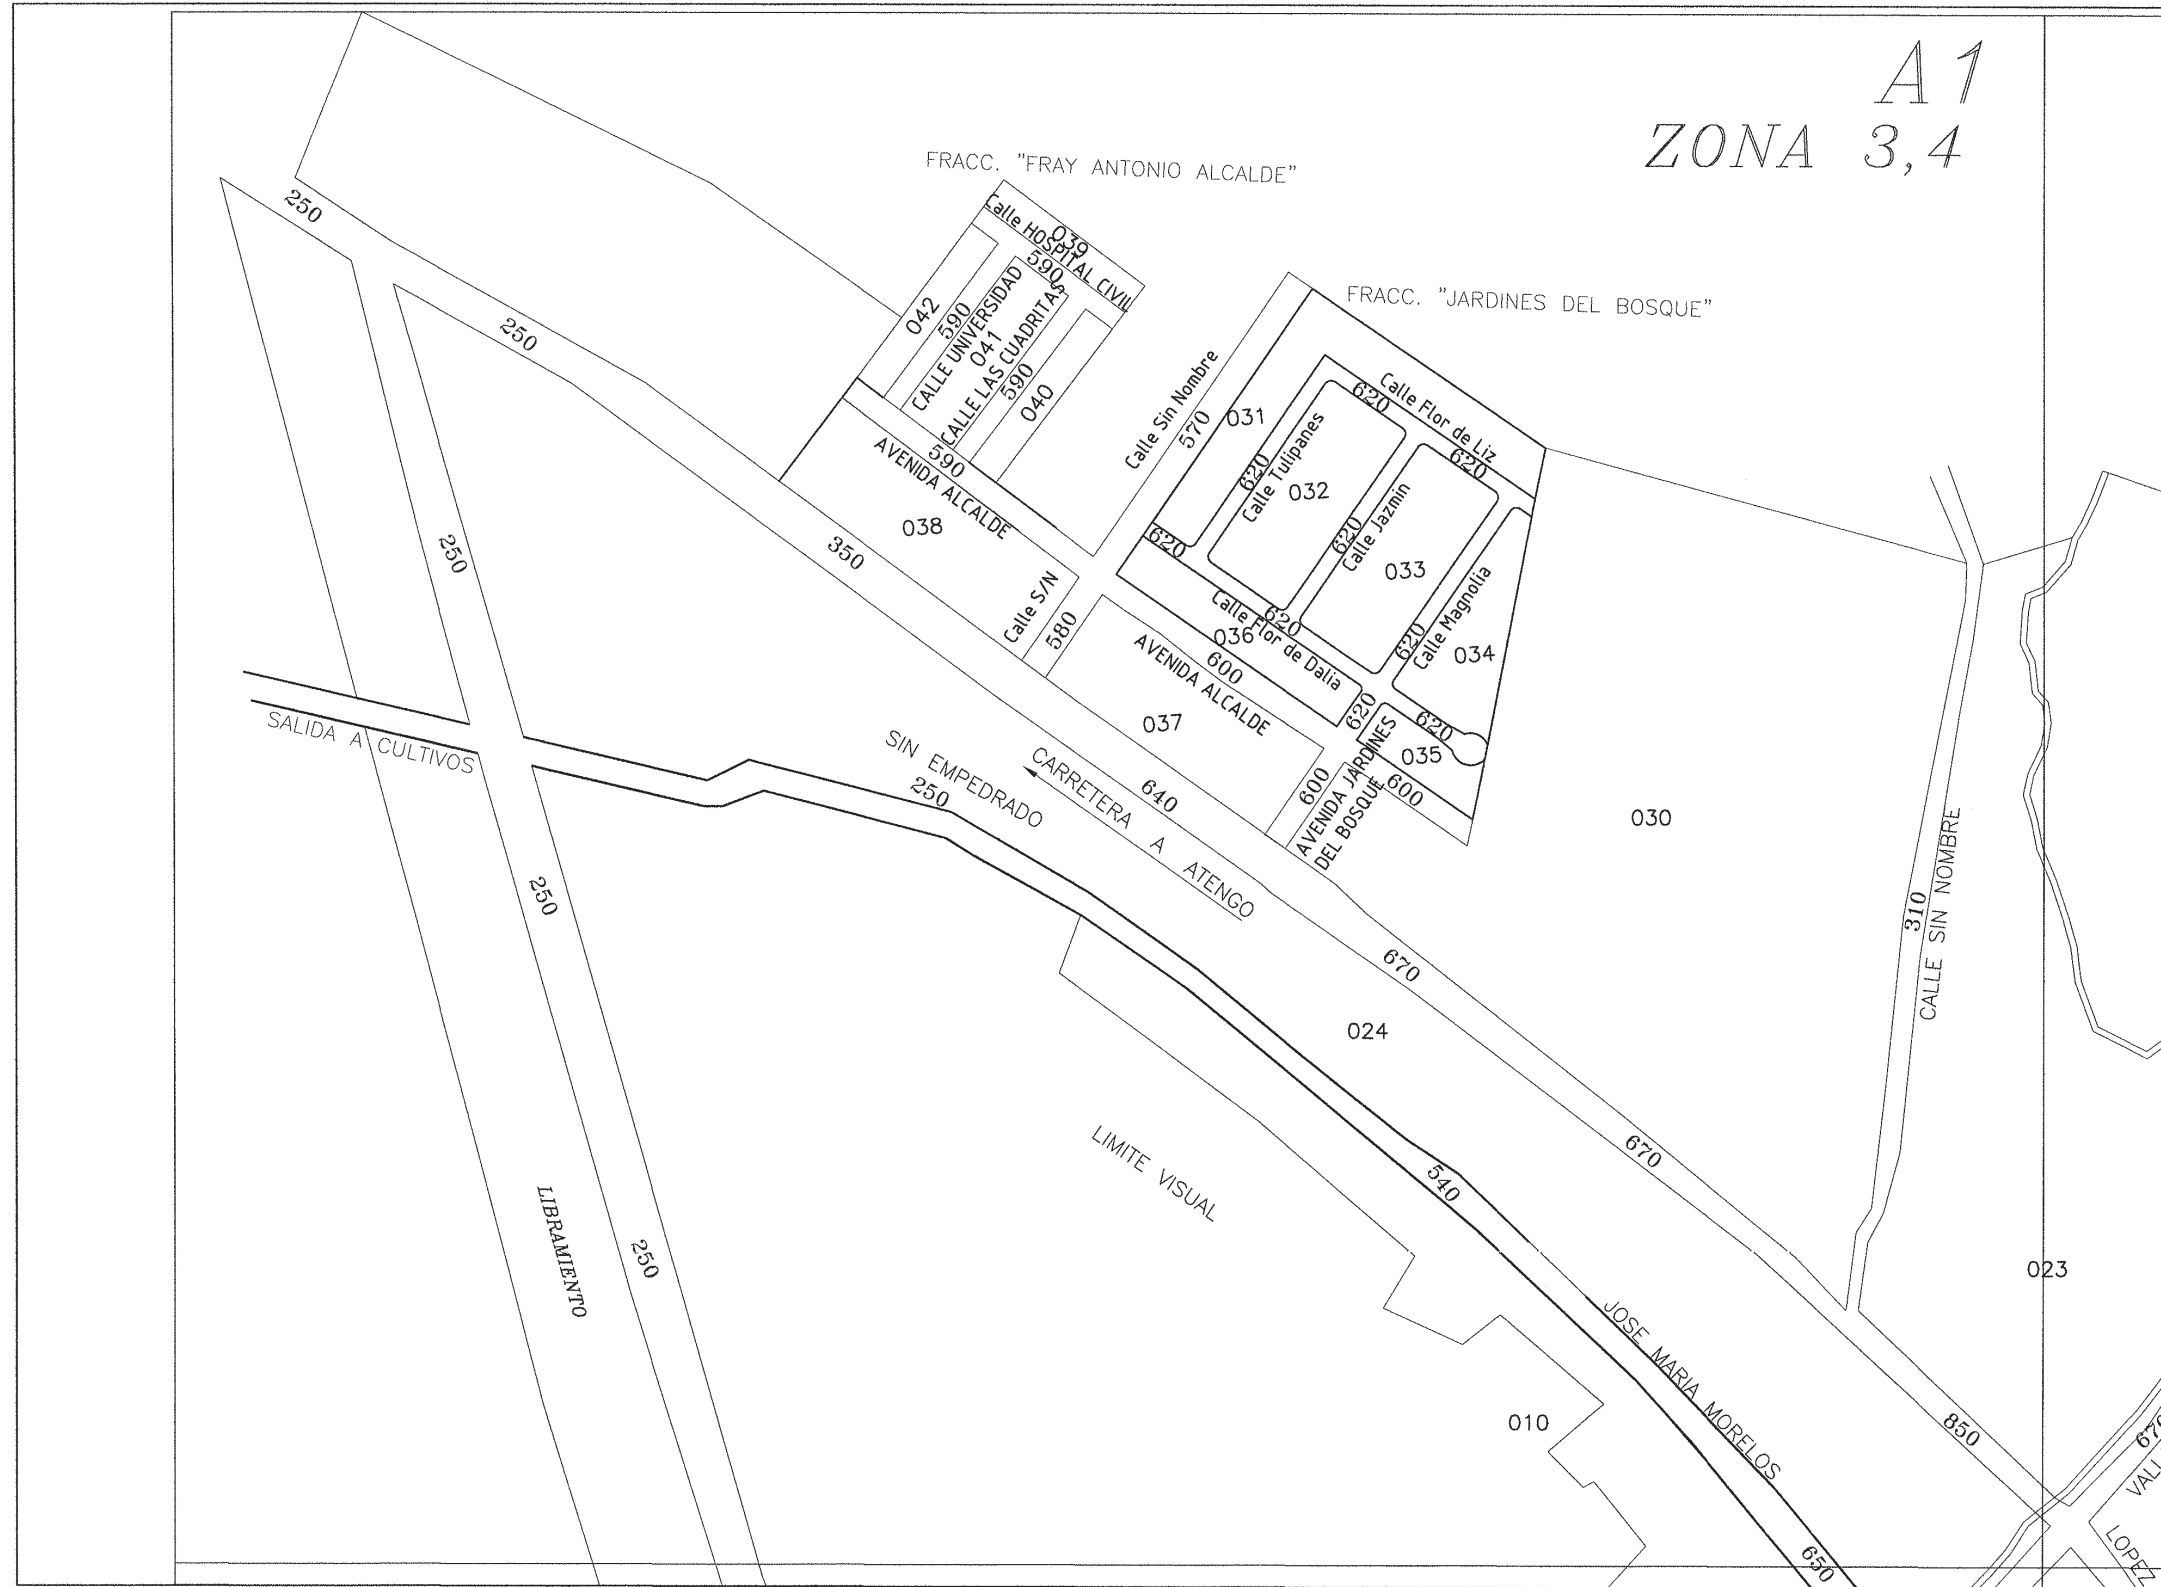 A1
ZONA 3,4
FRACC. "FRAY ANTONIO ALCALDE"
FRACC. "JARDINES DEL BOSQUE"
250
250
Calle HOSPITAL CIVIL
039
590
042
590
CALLE UNIVERSIDAD
041
CALLE LAS CUADRITAS
590
040
590
AVENIDA ALCALDE
038
350
Calle S/N
580
Calle Sin Nombre
570
031
620
Calle Flor de Liz
620
620
Calle Tulipanes
032
620
Calle Jazmin
033
620
Calle Magnolia
034
620
620
Calle Flor de Dalia
036
600
AVENIDA ALCALDE
037
620
620
035
600
600
AVENIDA JARDINES
DEL BOSQUE
250
SALIDA A CULTIVOS
SIN EMPEDRADO
250
CARRETERA A ATENGO
640
030
310
CALLE SIN NOMBRE
250
670
024
LIMITE VISUAL
540
670
LIBRAMIENTO
250
023
JOSE MARIA MORELOS
010
850
650
LOPEZ